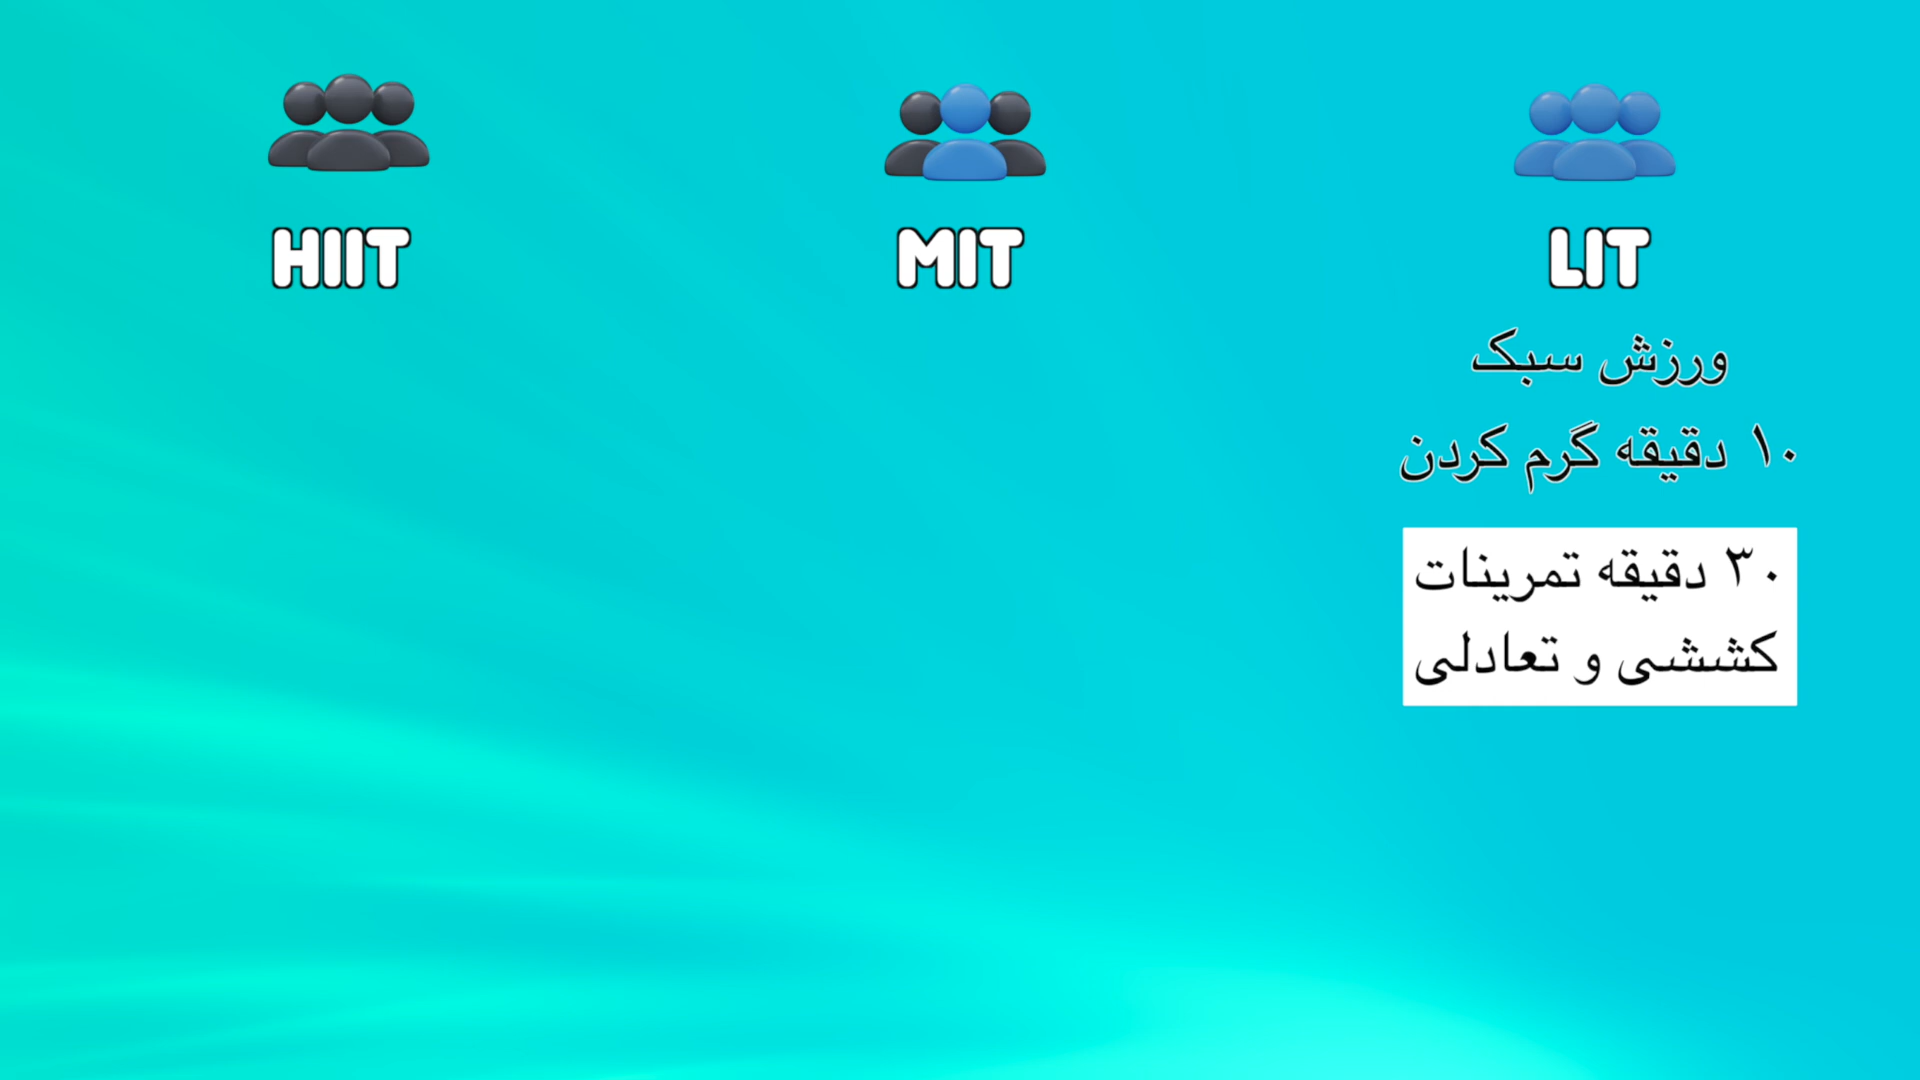 HIIT
MIT
LIT
ورزش سبک
۱۰ دقیقه گرم کردن
۳۰ دقیقه تمرینات
کششی و تعادلی